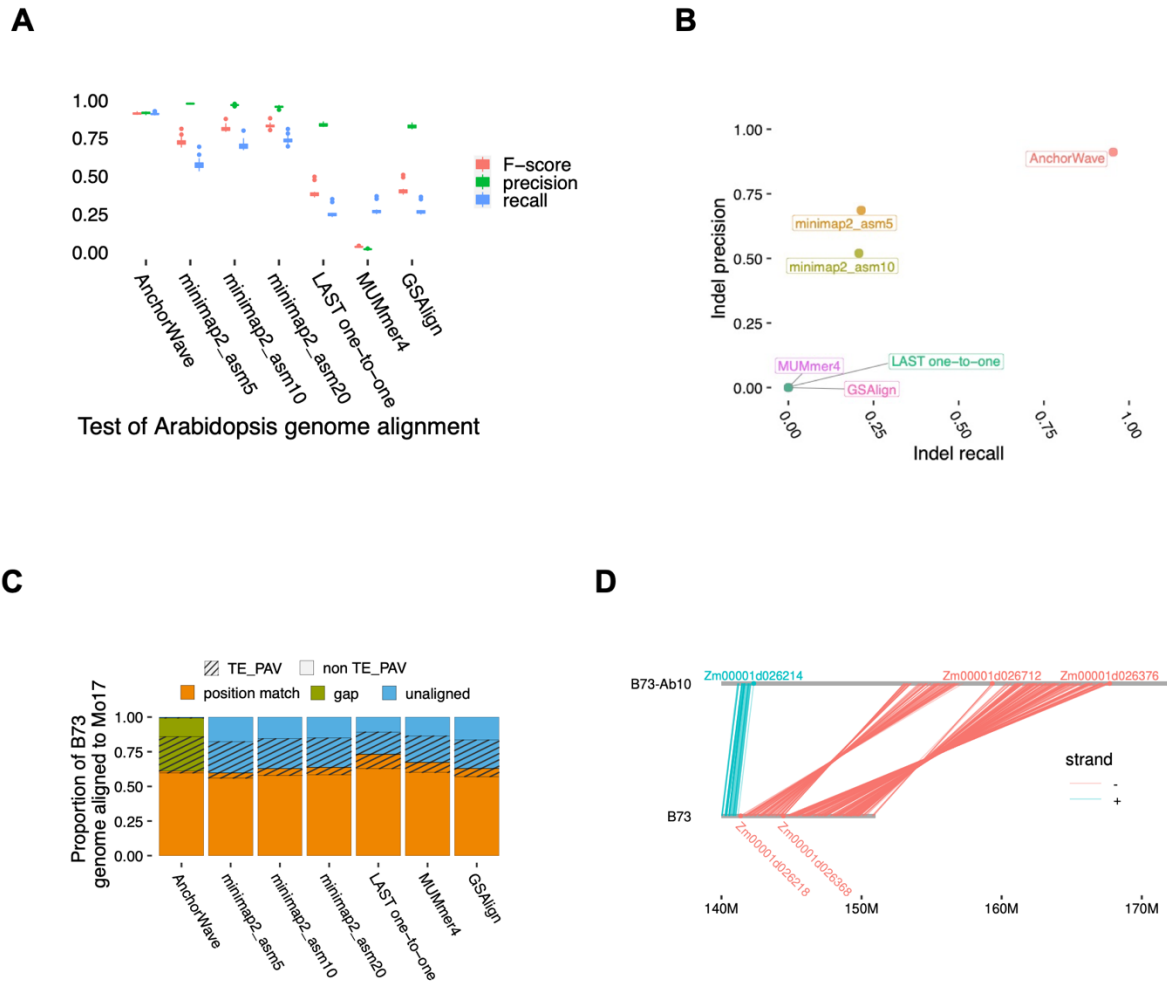 A
1.00
0.75
0.50
0.25
0.00
F−score
precision
recall
AnchorWave
minimap2_asm5
minimap2_asm10
minimap2_asm20
LAST one−to−one
MUMmer4
GSAlign
Test of Arabidopsis genome alignment
B
Indel precision
1.00
0.75
0.50
0.25
0.00
AnchorWave
minimap2_asm5
minimap2_asm10
MUMmer4
LAST one−to−one
GSAlign
0.00
0.25
0.50
0.75
1.00
Indel recall
C
TE_PAV
non TE_PAV
position match
gap
unaligned
Proportion of B73
genome aligned to Mo17
1.00
0.75
0.50
0.25
0.00
AnchorWave
minimap2_asm5
minimap2_asm10
minimap2_asm20
LAST one−to−one
MUMmer4
GSAlign
D
Zm00001d026214
Zm00001d026712
Zm00001d026376
B73−Ab10
strand
-
+
B73
Zm00001d026218
Zm00001d026368
140M
150M
160M
170M